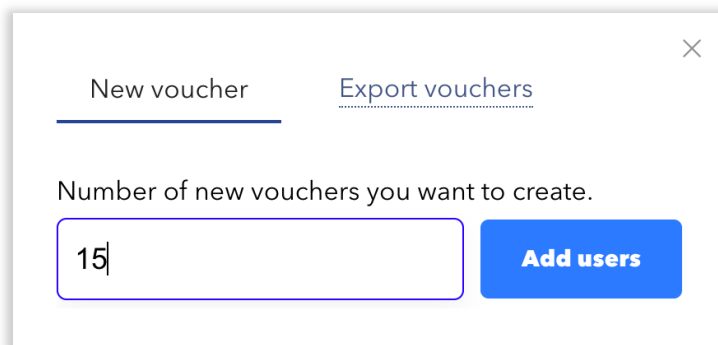 New voucher
Export vouchers
Number of new vouchers you want to create.
15
Add users